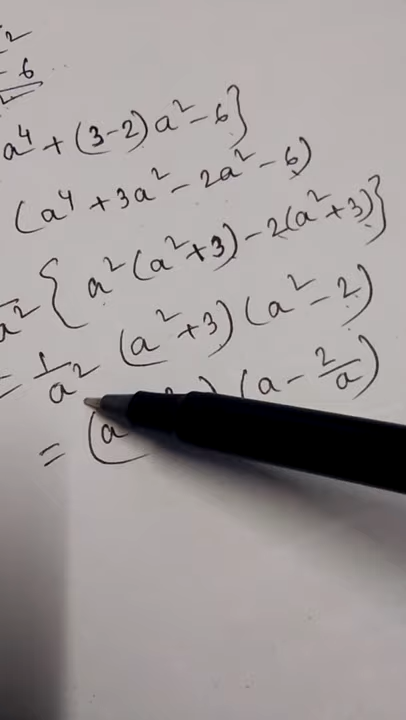 2
- 6
a⁴ + (3-2)a² - 6}
(a⁴ + 3a² - 2a² - 6)
a² { a²(a²+3) - 2(a²+3)}
= 1/a² (a²+3)(a²-2)
= (a ) (a - 2/a)